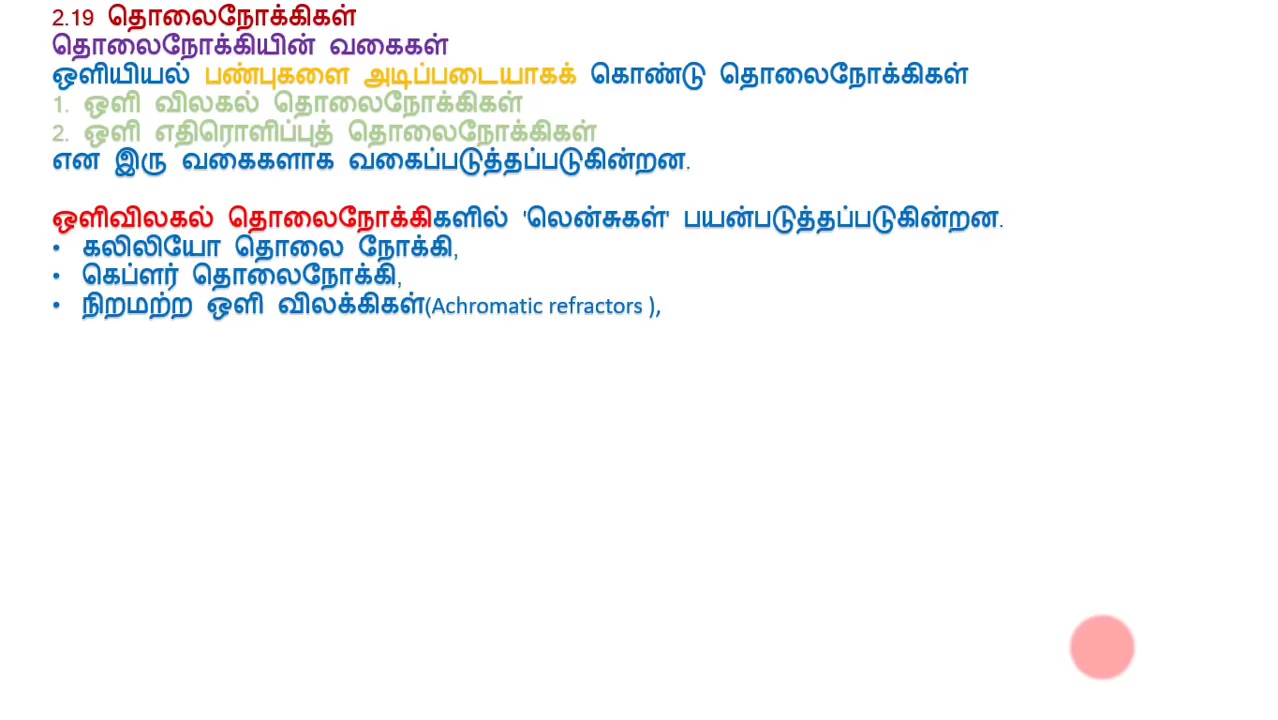 2.19 தொலைநோக்கிகள்
தொலைநோக்கியின் வகைகள்
ஒளியியல் பண்புகளை அடிப்படையாகக் கொண்டு தொலைநோக்கிகள்
1. ஒளி விலகல் தொலைநோக்கிகள்
2. ஒளி எதிரொளிப்புத் தொலைநோக்கிகள்
என இரு வகைகளாக வகைப்படுத்தப்படுகின்றன.
ஒளிவிலகல் தொலைநோக்கிகளில் 'லென்சுகள்' பயன்படுத்தப்படுகின்றன.
• கலிலியோ தொலை நோக்கி,
• கெப்ளர் தொலைநோக்கி,
• நிறமற்ற ஒளி விலக்கிகள்(Achromatic refractors ),